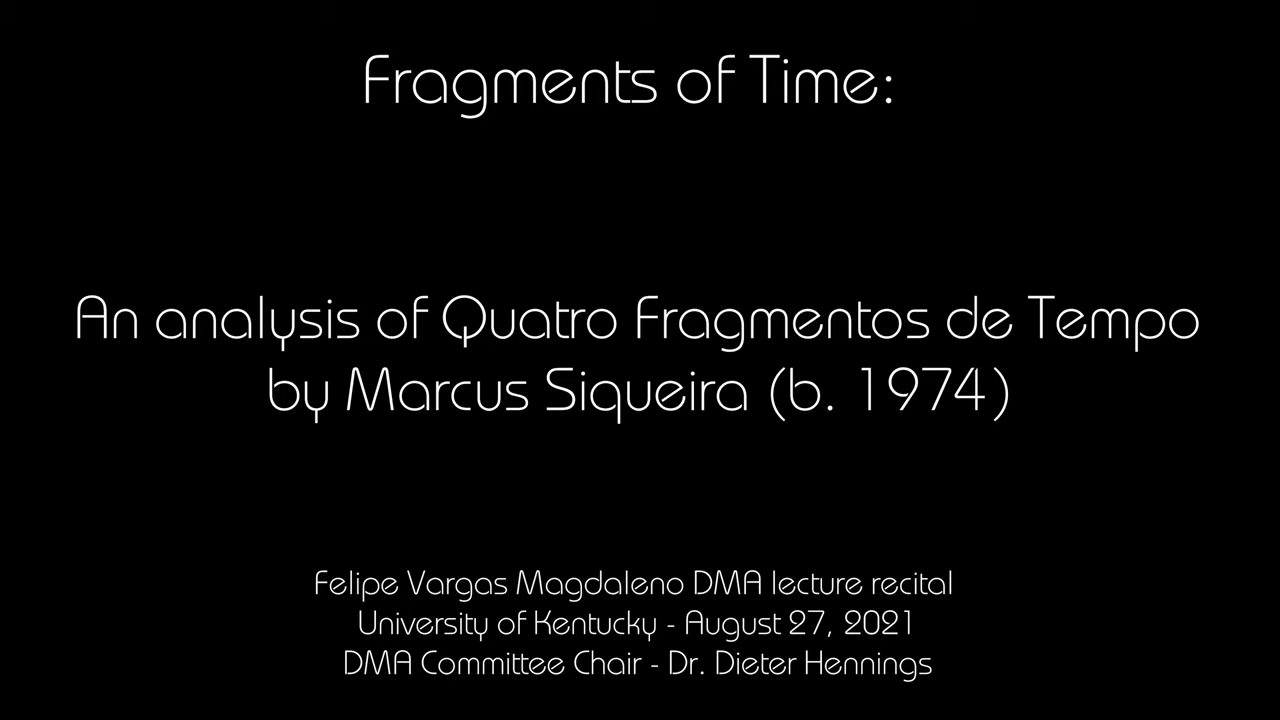 Fragments of Time:
An analysis of Quatro Fragmentos de Tempo
by Marcus Siqueira (b. 1974)
Felipe Vargas Magdaleno DMA lecture recital
University of Kentucky - August 27, 2021
DMA Committee Chair - Dr. Dieter Hennings